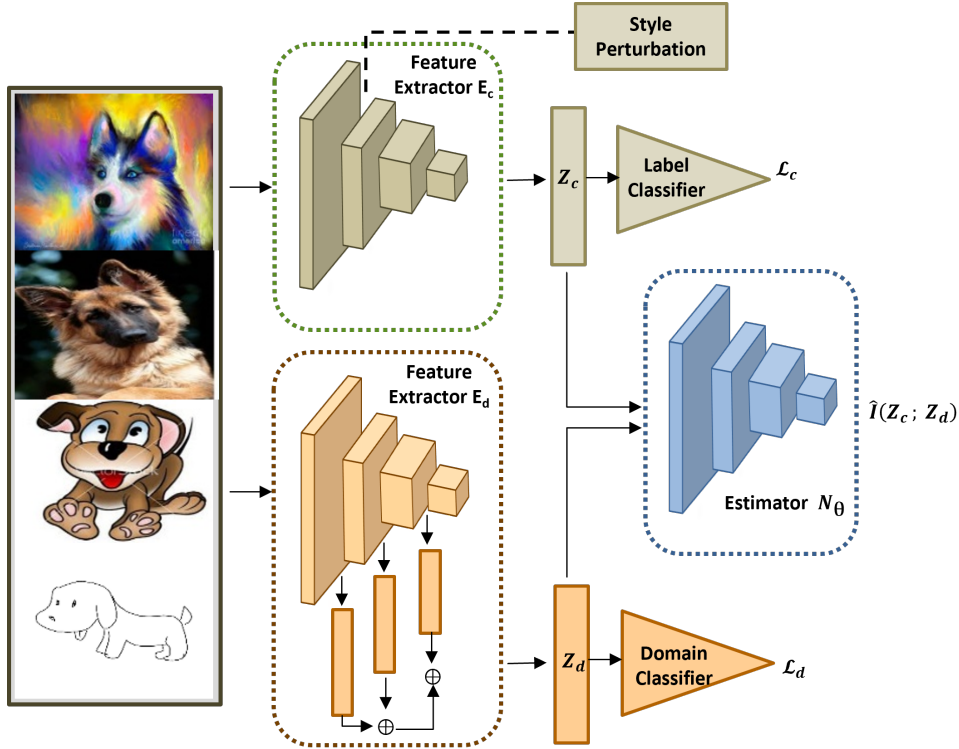 Style
Perturbation
Feature
Extractor E_c
Z_c
Label
Classifier
ℒ_c
Feature
Extractor E_d
Î(Z_c ; Z_d)
Estimator N_θ
Z_d
Domain
Classifier
ℒ_d